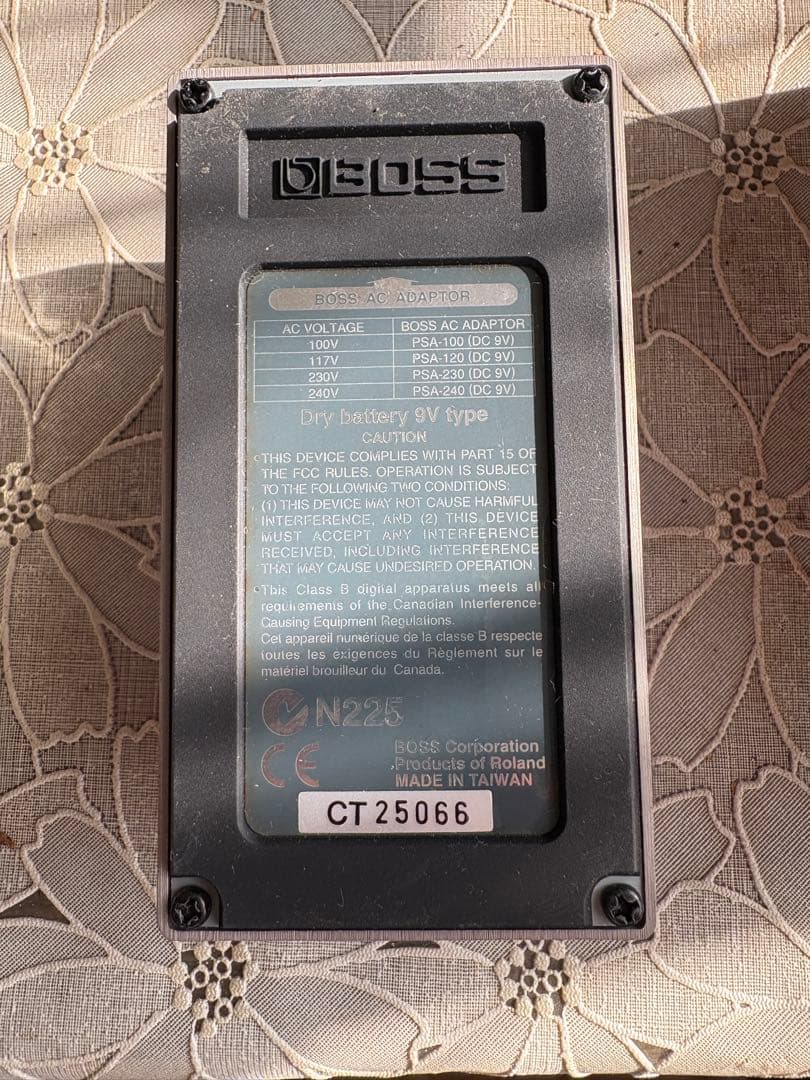 BOSS
BOSS AC ADAPTOR
AC VOLTAGE BOSS AC ADAPTOR
100V PSA-100 (DC 9V)
117V PSA-120 (DC 9V)
230V PSA-230 (DC 9V)
240V PSA-240 (DC 9V)
Dry battery 9V type
CAUTION
THIS DEVICE COMPLIES WITH PART 15 OF
THE FCC RULES. OPERATION IS SUBJECT
TO THE FOLLOWING TWO CONDITIONS:
(1) THIS DEVICE MAY NOT CAUSE HARMFUL
INTERFERENCE, AND (2) THIS DEVICE
MUST ACCEPT ANY INTERFERENCE
RECEIVED, INCLUDING INTERFERENCE
THAT MAY CAUSE UNDESIRED OPERATION.
This Class B digital apparatus meets all
requirements of the Canadian Interference-
Causing Equipment Regulations.
Cet appareil numérique de la classe B respecte
toutes les exigences du Règlement sur le
matériel brouilleur du Canada.
N225
CE
BOSS Corporation
Products of Roland
MADE IN TAIWAN
CT 25066